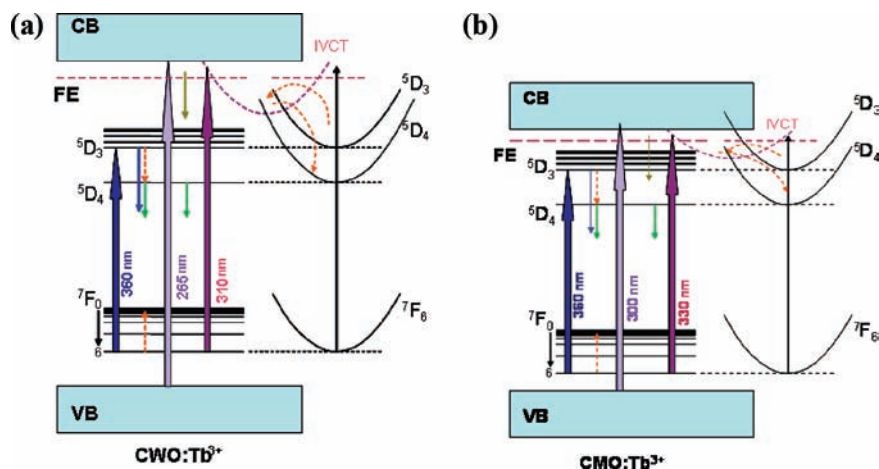 (a)
CB
IVCT
FE
⁵D₃
⁵D₄
⁵D₃
⁵D₄
360 nm
265 nm
310 nm
⁷F₀
6
⁷F₆
VB
CWO:Tb³⁺
(b)
CB
IVCT
FE
⁵D₃
⁵D₄
⁵D₃
⁵D₄
360 nm
300 nm
330 nm
⁷F₀
6
⁷F₆
VB
CMO:Tb³⁺